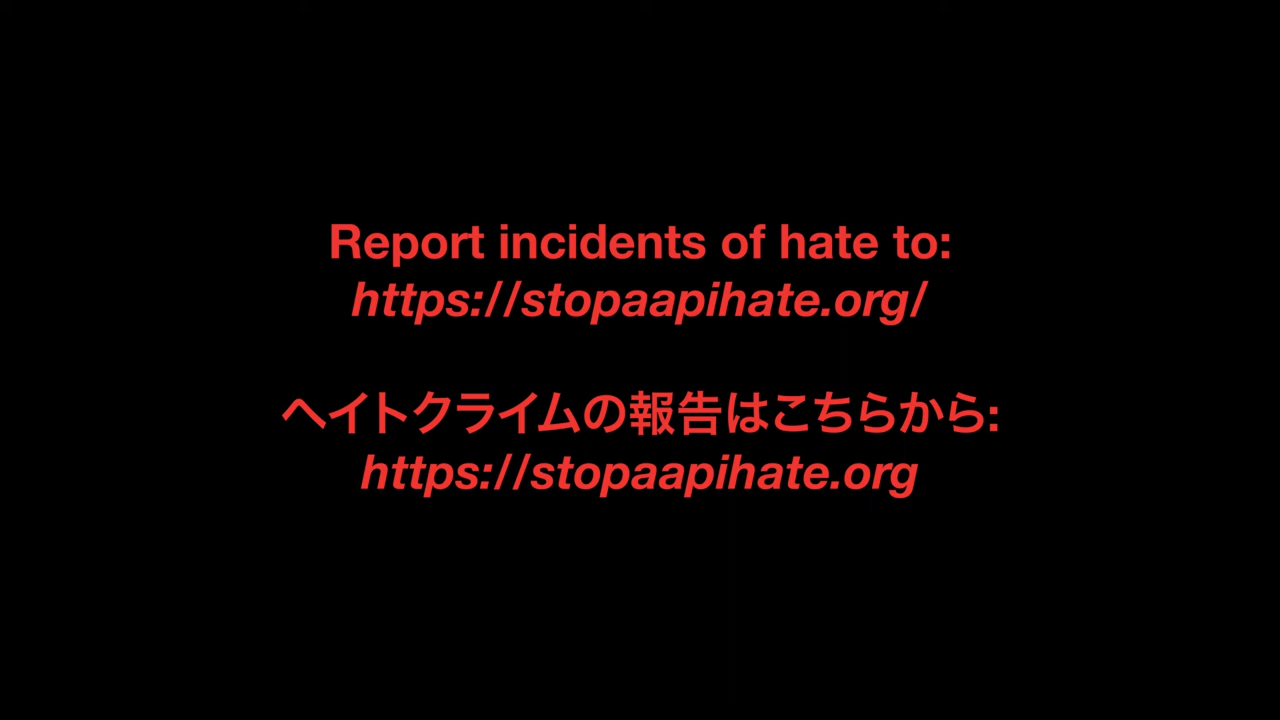 Report incidents of hate to:
https://stopaapihate.org/
ヘイトクライムの報告はこちらから:
https://stopaapihate.org